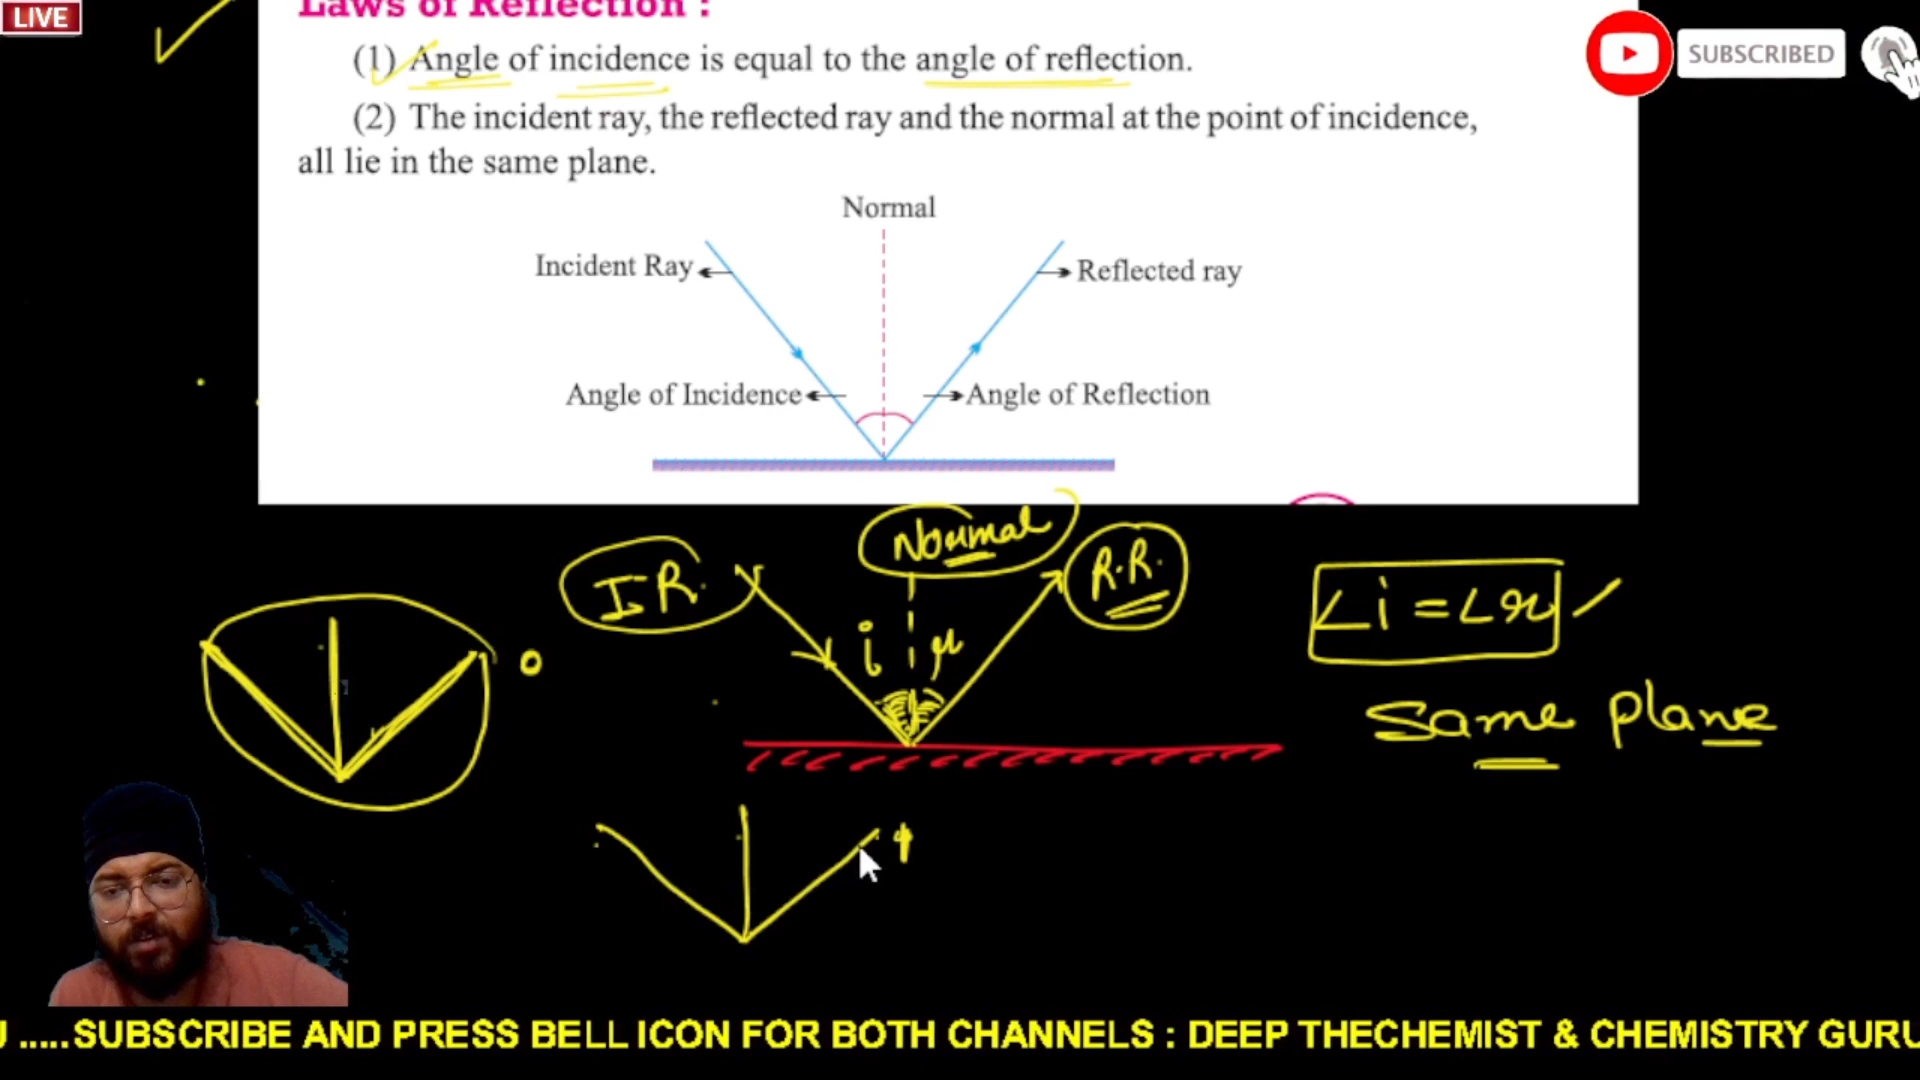 LIVE
Laws of Reflection :
(1) Angle of incidence is equal to the angle of reflection.
SUBSCRIBED
(2) The incident ray, the reflected ray and the normal at the point of incidence,
all lie in the same plane.
Normal
Incident Ray
Reflected ray
Angle of Incidence
Angle of Reflection
Normal
I.R.
R.R.
i
r
∠i = ∠r
Same plane
U .....SUBSCRIBE AND PRESS BELL ICON FOR BOTH CHANNELS : DEEP THECHEMIST & CHEMISTRY GURU